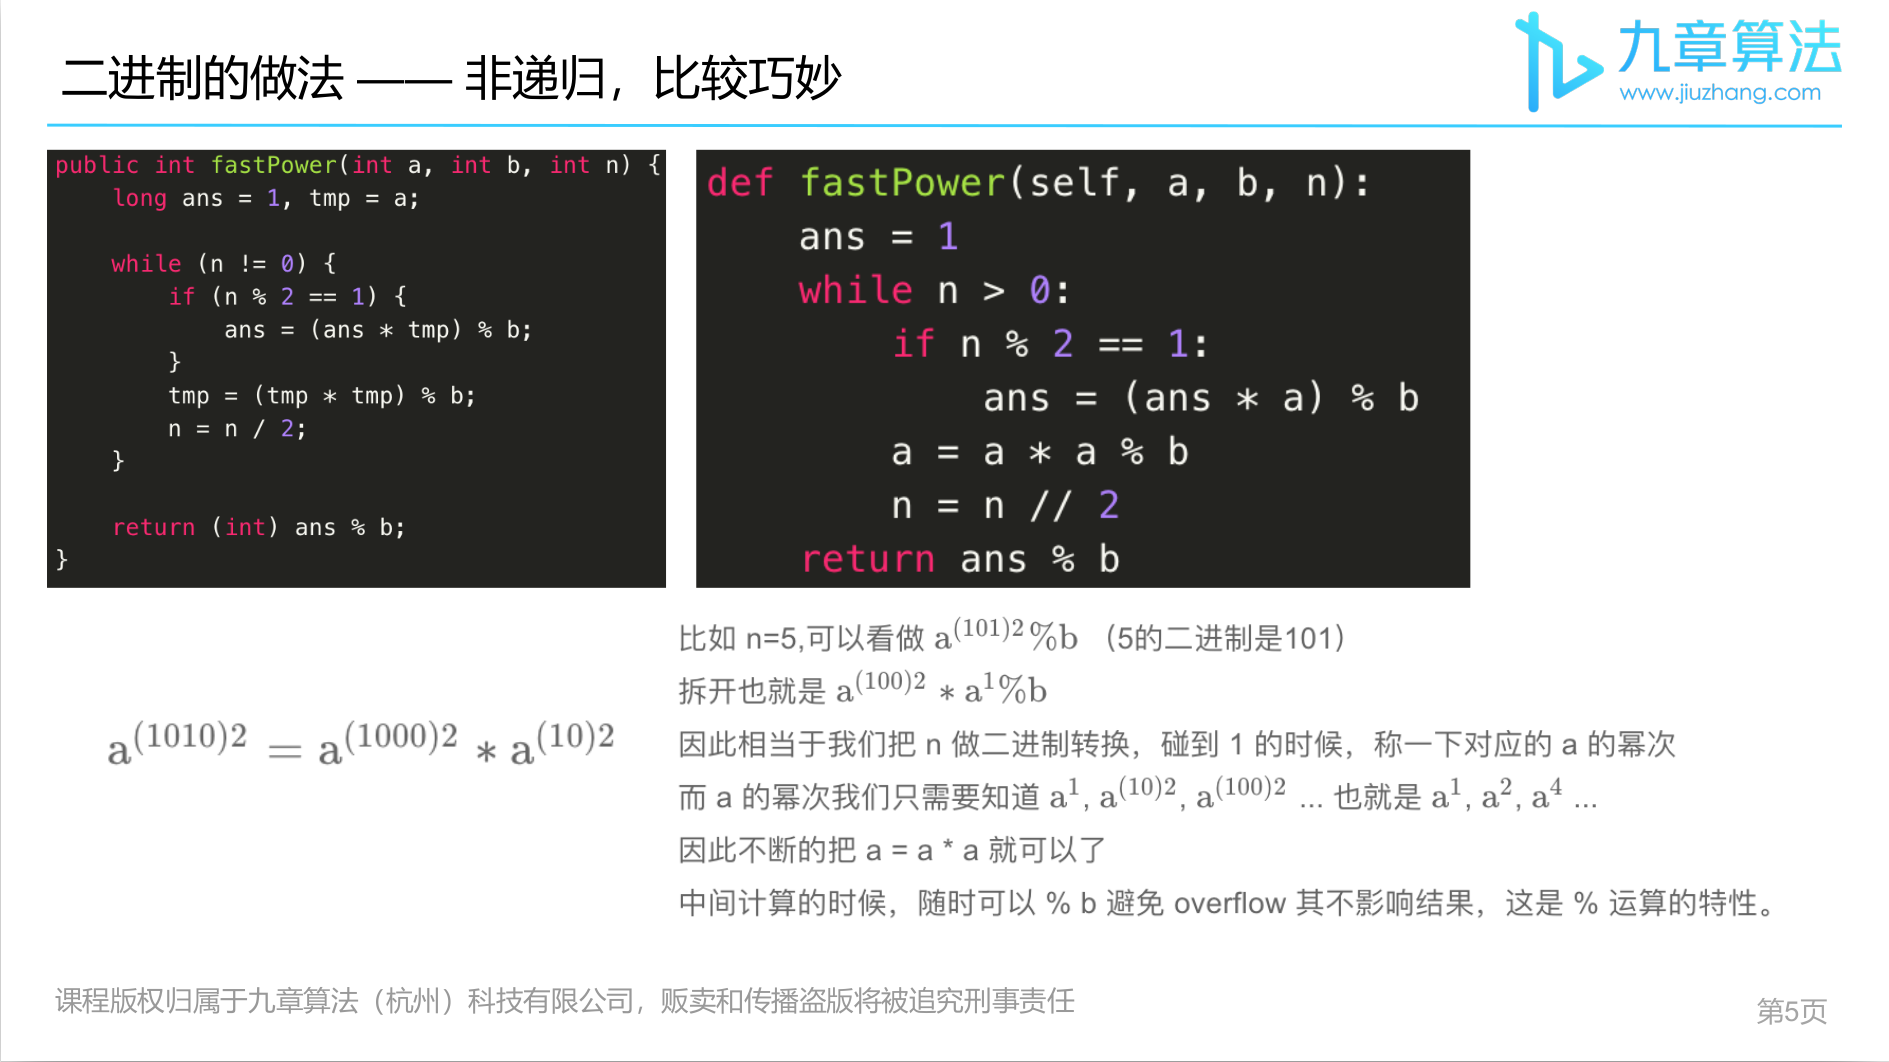 二进制的做法 —— 非递归，比较巧妙
九章算法
www.jiuzhang.com
public int fastPower(int a, int b, int n) {
    long ans = 1, tmp = a;

    while (n != 0) {
        if (n % 2 == 1) {
            ans = (ans * tmp) % b;
        }
        tmp = (tmp * tmp) % b;
        n = n / 2;
    }

    return (int) ans % b;
}
def fastPower(self, a, b, n):
    ans = 1
    while n > 0:
        if n % 2 == 1:
            ans = (ans * a) % b
        a = a * a % b
        n = n // 2
    return ans % b
a^(1010)2 = a^(1000)2 * a^(10)2
比如 n=5,可以看做 a^(101)2%b （5的二进制是101）
拆开也就是 a^(100)2 * a^1%b
因此相当于我们把 n 做二进制转换，碰到 1 的时候，称一下对应的 a 的幂次
而 a 的幂次我们只需要知道 a^1, a^(10)2, a^(100)2 ... 也就是 a^1, a^2, a^4 ...
因此不断的把 a = a * a 就可以了
中间计算的时候，随时可以 % b 避免 overflow 其不影响结果，这是 % 运算的特性。
课程版权归属于九章算法（杭州）科技有限公司，贩卖和传播盗版将被追究刑事责任
第5页